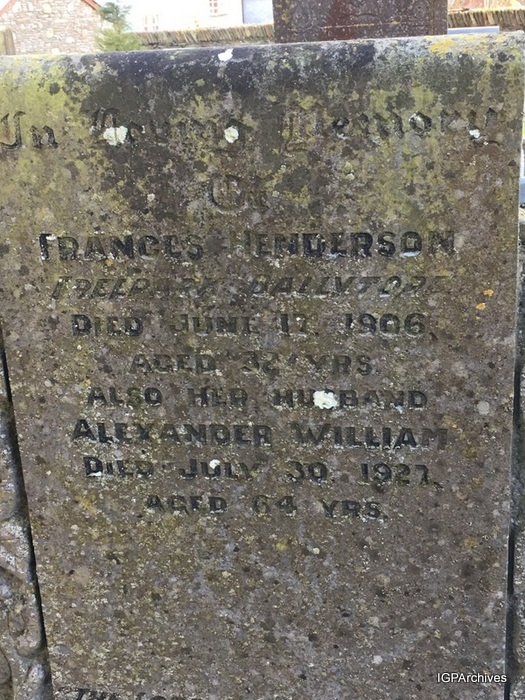 In Loving Memory
Of
FRANCES HENDERSON
BALLYTORE
DIED JUNE 17, 1906,
AGED 32 YRS.
ALSO HER HUSBAND
ALEXANDER WILLIAM
DIED JULY 30, 1927,
AGED 64 YRS.
IGPArchives